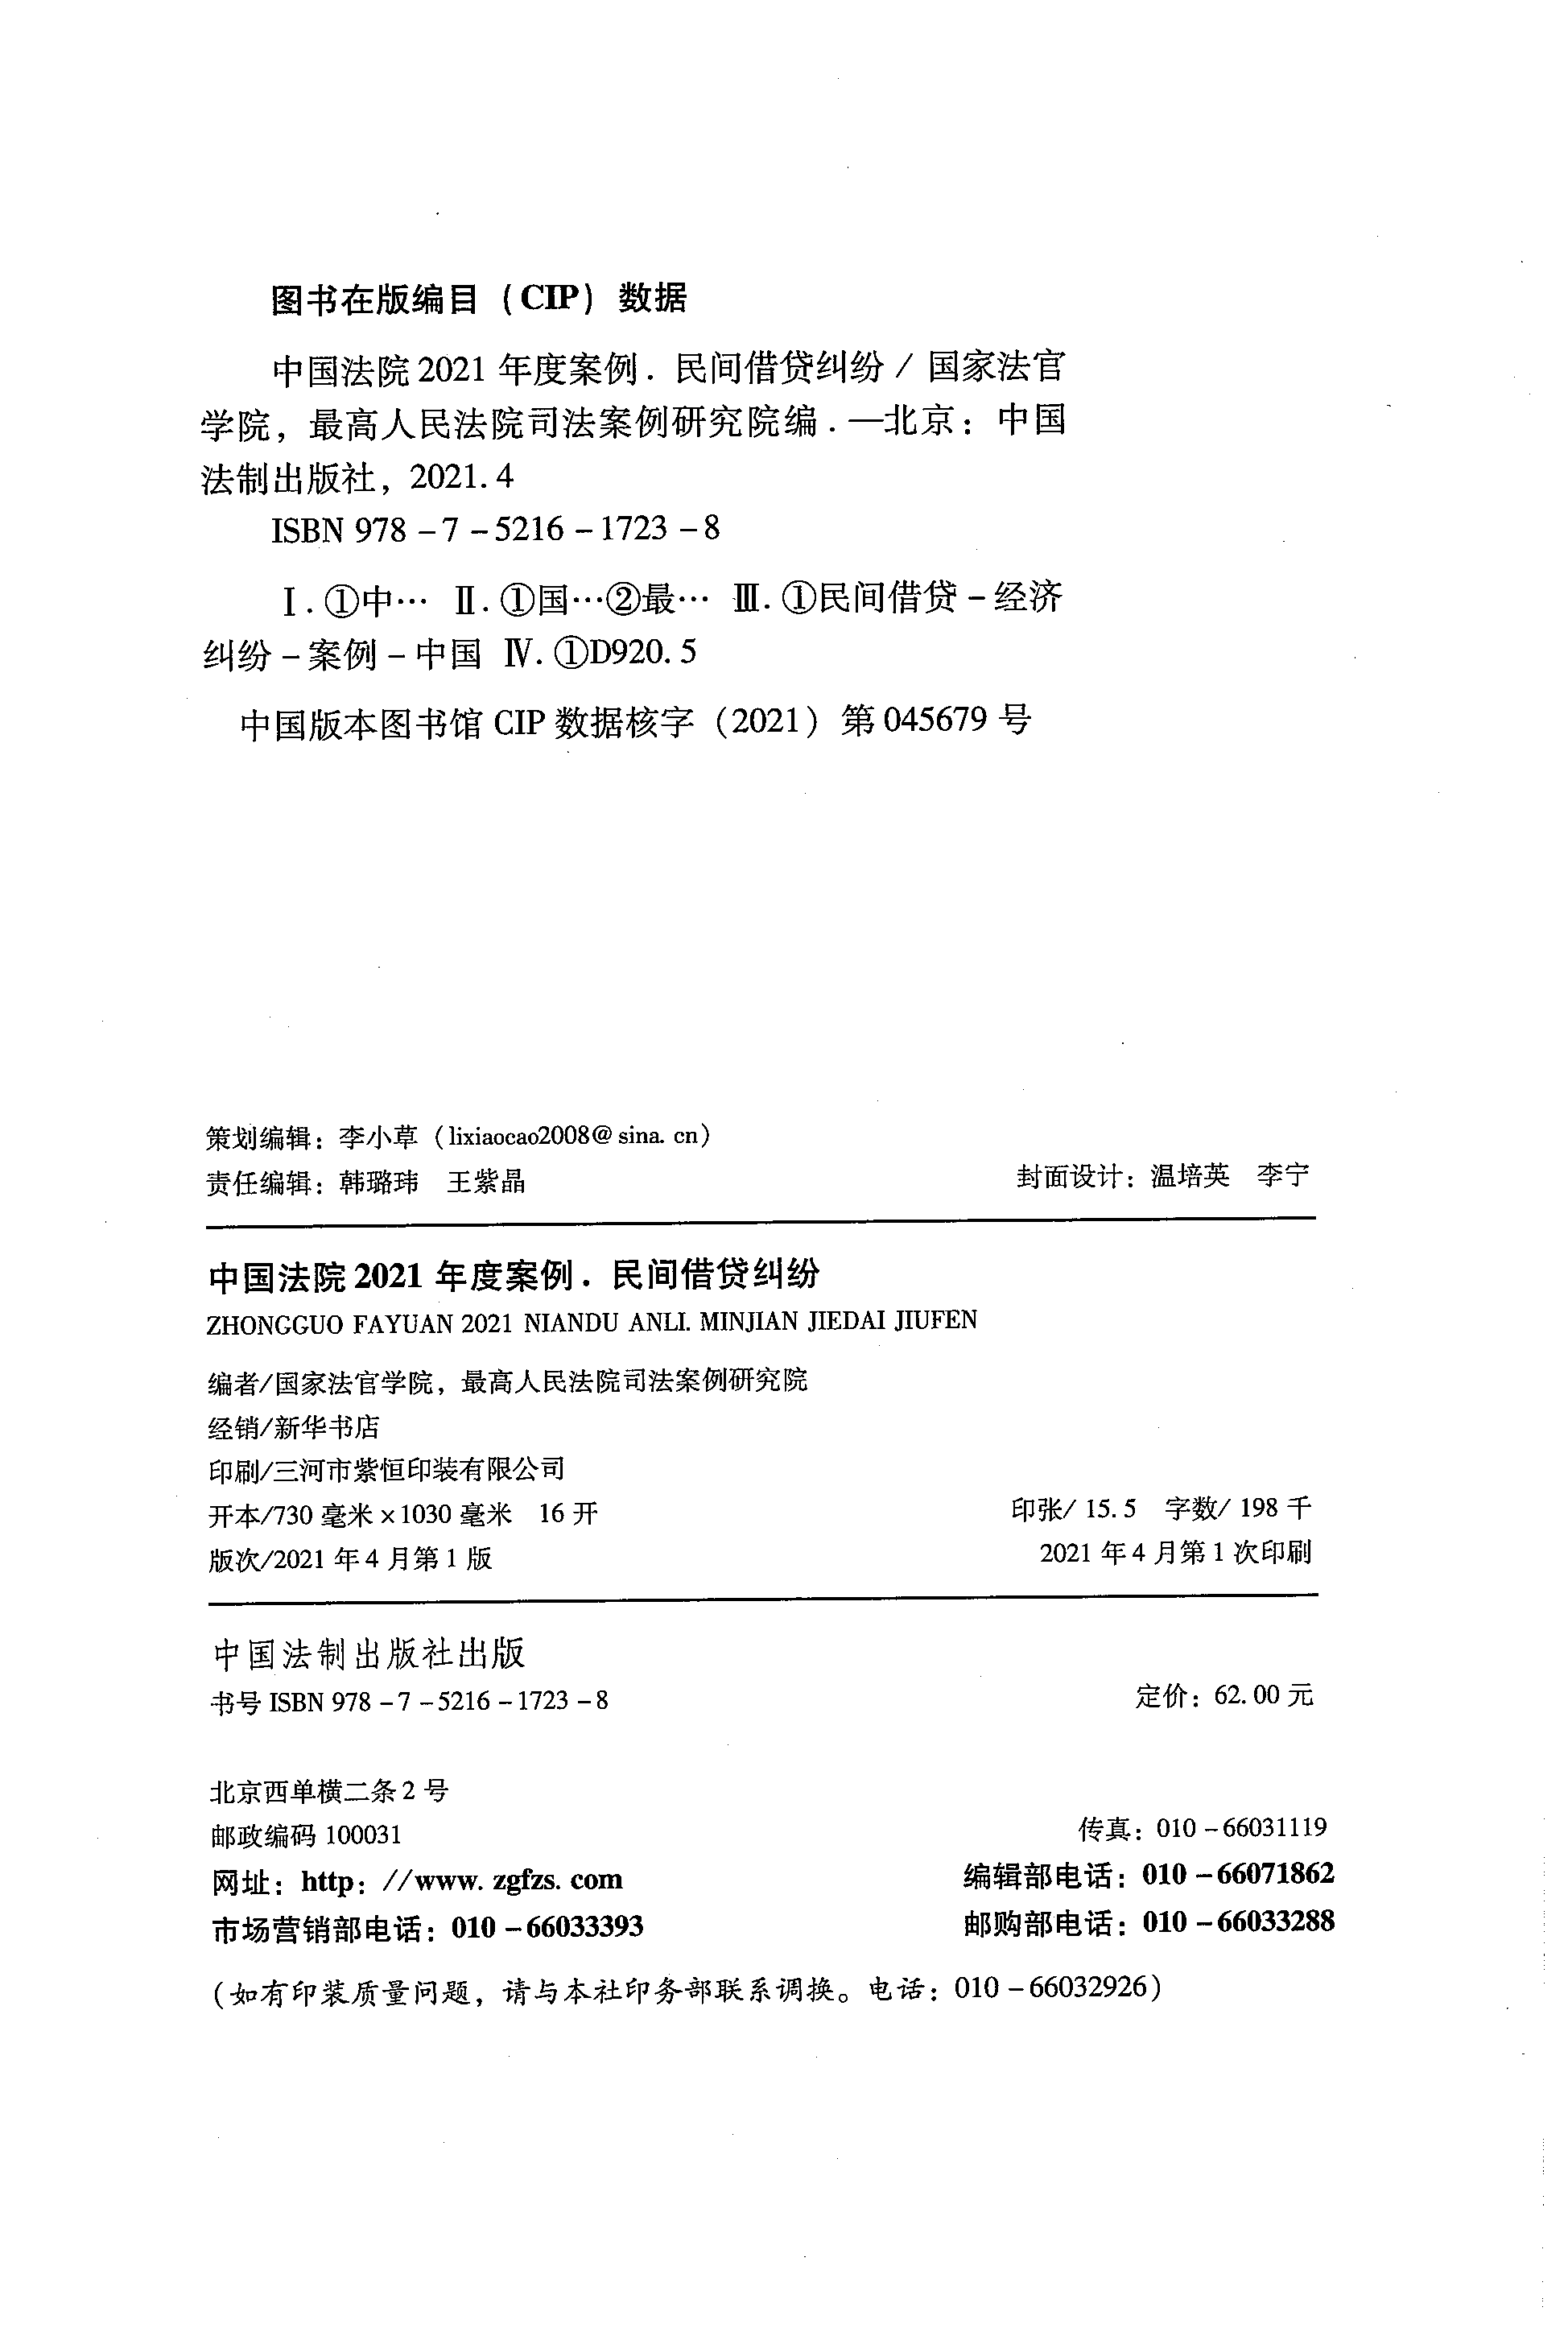 图书在版编目（CIP）数据
中国法院2021年度案例．民间借贷纠纷／国家法官
学院，最高人民法院司法案例研究院编．—北京：中国
法制出版社，2021.4
ISBN 978-7-5216-1723-8
Ⅰ.①中… Ⅱ.①国…②最… Ⅲ.①民间借贷-经济
纠纷-案例-中国 Ⅳ.①D920.5
中国版本图书馆CIP数据核字（2021）第045679号
策划编辑：李小草（lixiaocao2008@sina.cn）
责任编辑：韩璐玮 王紫晶 封面设计：温培英 李宁
中国法院2021年度案例．民间借贷纠纷
ZHONGGUO FAYUAN 2021 NIANDU ANLI. MINJIAN JIEDAI JIUFEN
编者/国家法官学院，最高人民法院司法案例研究院
经销/新华书店
印刷/三河市紫恒印装有限公司
开本/730毫米×1030毫米 16开 印张/15.5 字数/198千
版次/2021年4月第1版 2021年4月第1次印刷
中国法制出版社出版
书号ISBN 978-7-5216-1723-8 定价：62.00元
北京西单横二条2号
邮政编码100031 传真：010-66031119
网址：http://www.zgfzs.com 编辑部电话：010-66071862
市场营销部电话：010-66033393 邮购部电话：010-66033288
（如有印装质量问题，请与本社印务部联系调换。电话：010-66032926）